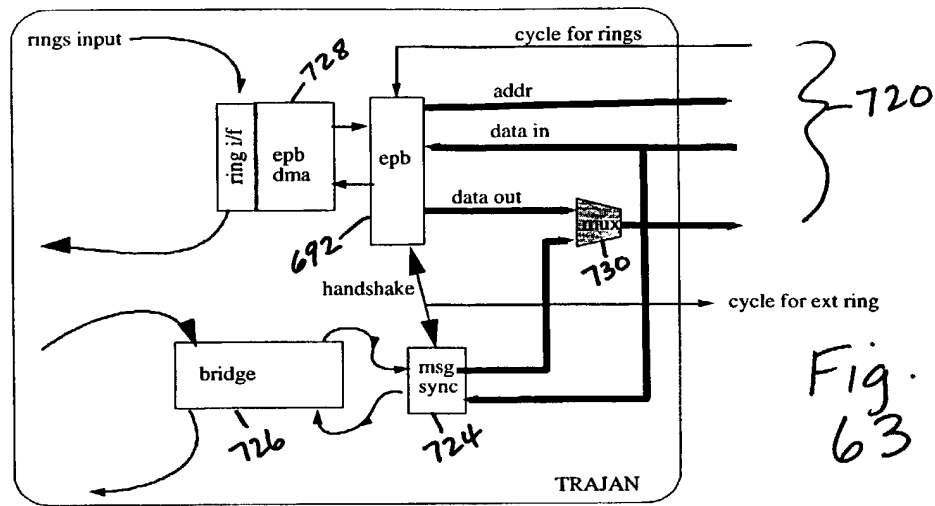 rings input
cycle for rings
728
720
addr
data in
ring i/f
epb
dma
epb
data out
mux
692
730
handshake
cycle for ext ring
bridge
msg
sync
726
724
Fig.
63
TRAJAN